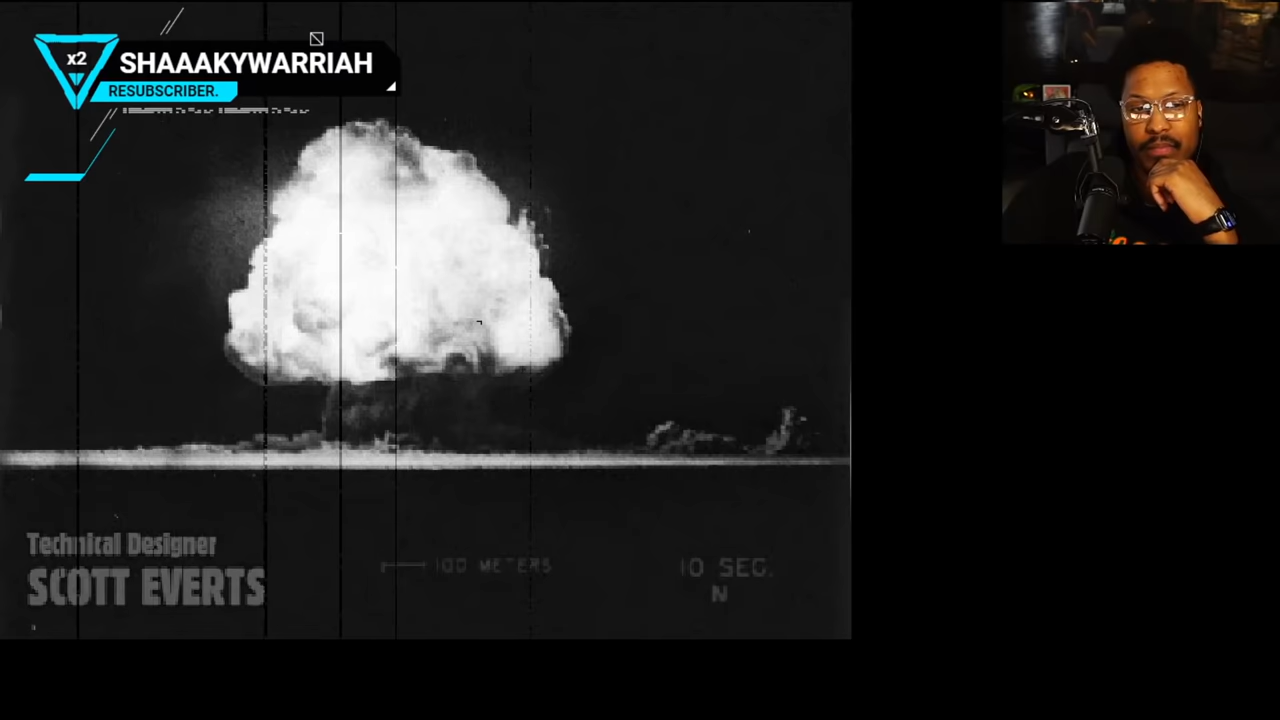 x2
SHAAAKYWARRIAH
RESUBSCRIBER.
Technical Designer
SCOTT EVERTS
100 METERS
10 SEC.
N